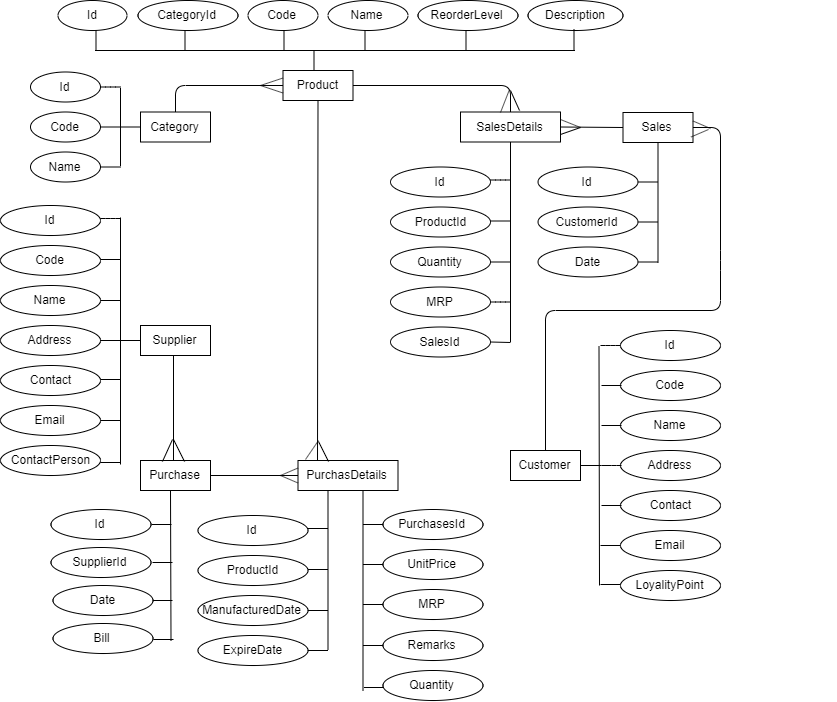 Id
CategoryId
Code
Name
ReorderLevel
Description
Product
Id
Code
Name
Category
SalesDetails
Sales
Id
ProductId
Quantity
MRP
SalesId
Id
CustomerId
Date
Id
Code
Name
Address
Contact
Email
ContactPerson
Supplier
Id
Code
Name
Address
Contact
Email
LoyalityPoint
Customer
Purchase
PurchasDetails
Id
SupplierId
Date
Bill
Id
ProductId
ManufacturedDate
ExpireDate
PurchasesId
UnitPrice
MRP
Remarks
Quantity